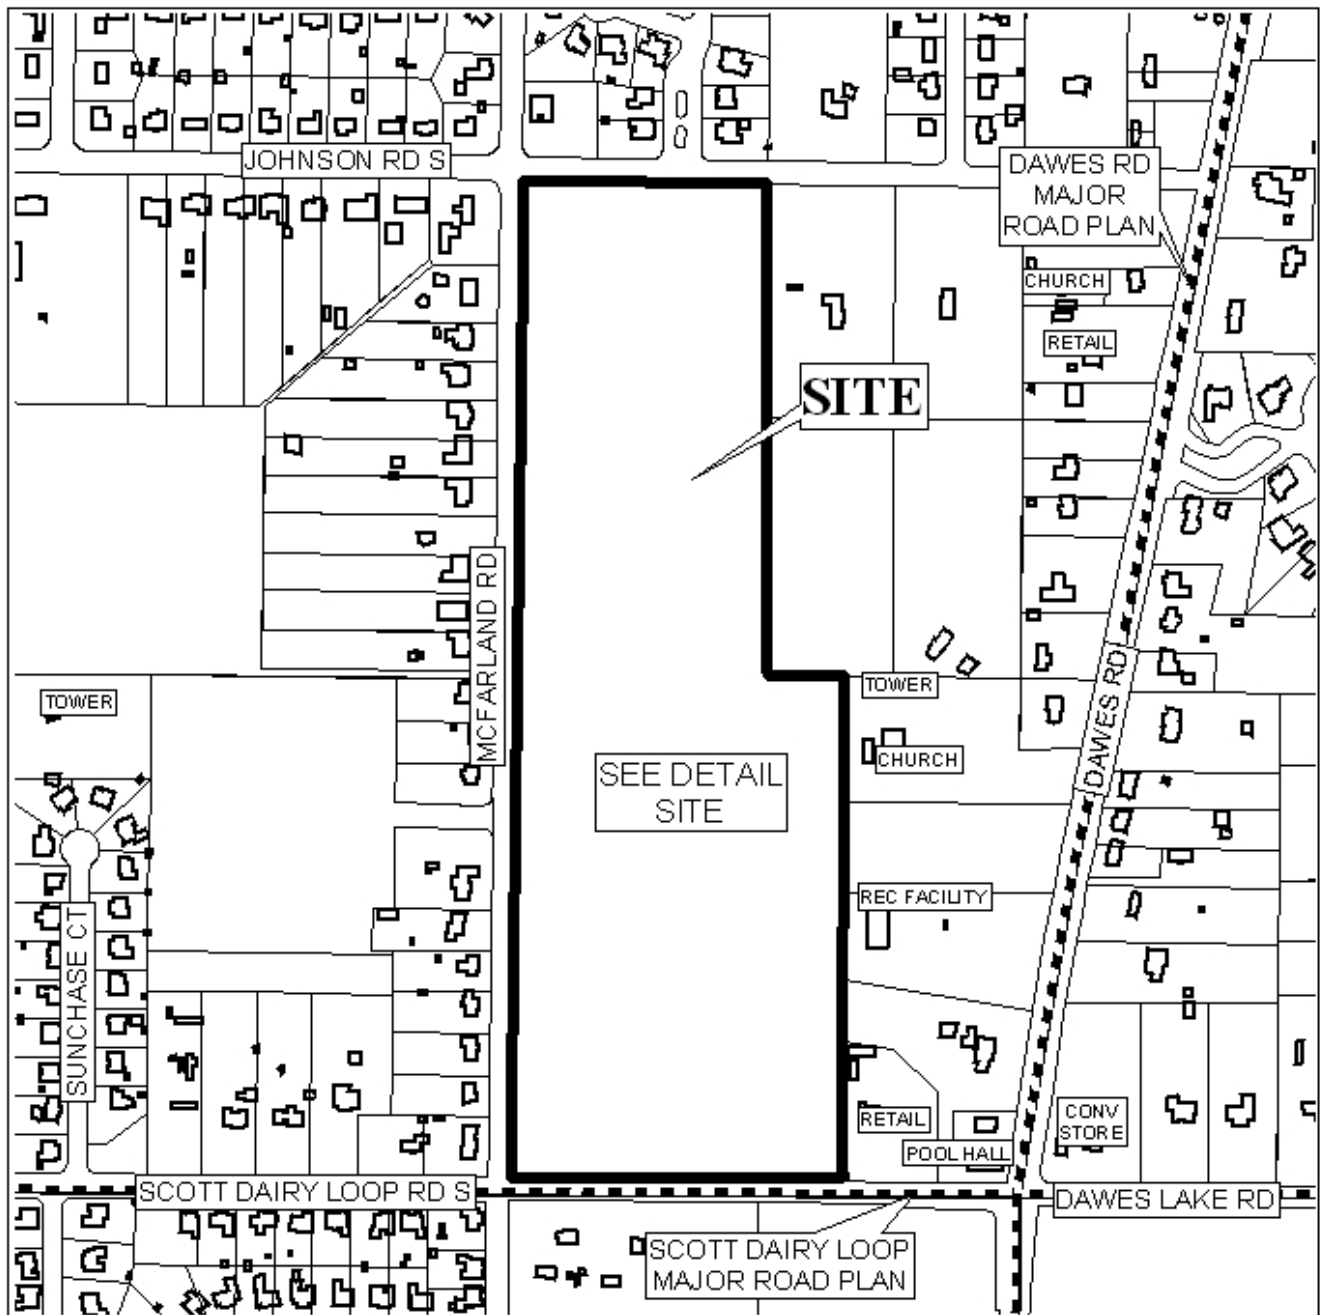 JOHNSON RD S
DAWES RD
MAJOR
ROAD PLAN
CHURCH
RETAIL
SITE
MCFARLAND RD
DAWES RD
TOWER
TOWER
CHURCH
SEE DETAIL
SITE
REC FACILITY
SUNCHASE CT
RETAIL
CONV
STORE
POOL HALL
SCOTT DAIRY LOOP RD S
DAWES LAKE RD
SCOTT DAIRY LOOP
MAJOR ROAD PLAN